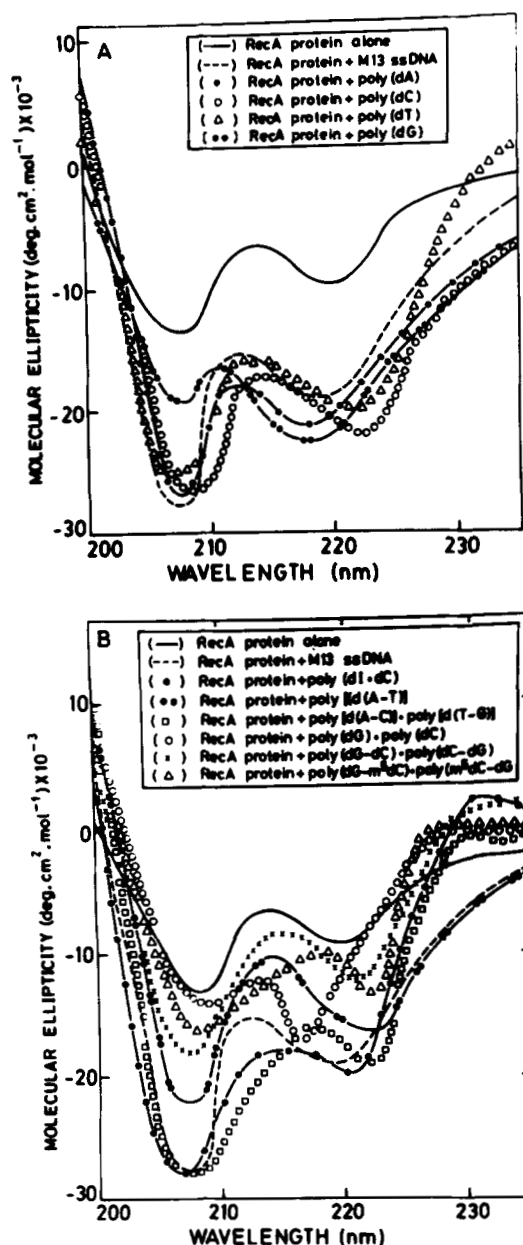 A
(—) RecA protein alone
(----) RecA protein + M13 ssDNA
( • ) RecA protein + poly (dA)
( ○ ) RecA protein + poly (dC)
( △ ) RecA protein + poly (dT)
(•-•) RecA protein + poly (dG)
MOLECULAR ELLIPTICITY (deg.cm².mol⁻¹) X10⁻³
10
0
-10
-20
-30
200 210 220 230
WAVELENGTH (nm)
B
(—) RecA protein alone
(----) RecA protein + M13 ssDNA
( • ) RecA protein + poly (dI • dC)
(•-•) RecA protein + poly [(d(A-T)]
( □ ) RecA protein + poly[d(A-C)]•poly[d(T-G)]
( ○ ) RecA protein + poly (dG) • poly (dC)
( × ) RecA protein + poly (dG-dC) • poly(dC-dG)
( △ ) RecA protein + poly (dG-m⁵dC)•poly(m⁵dC-dG
MOLECULAR ELLIPTICITY (deg.cm².mol⁻¹) X10⁻³
10
0
-10
-20
-30
200 210 220 230
WAVELENGTH (nm)